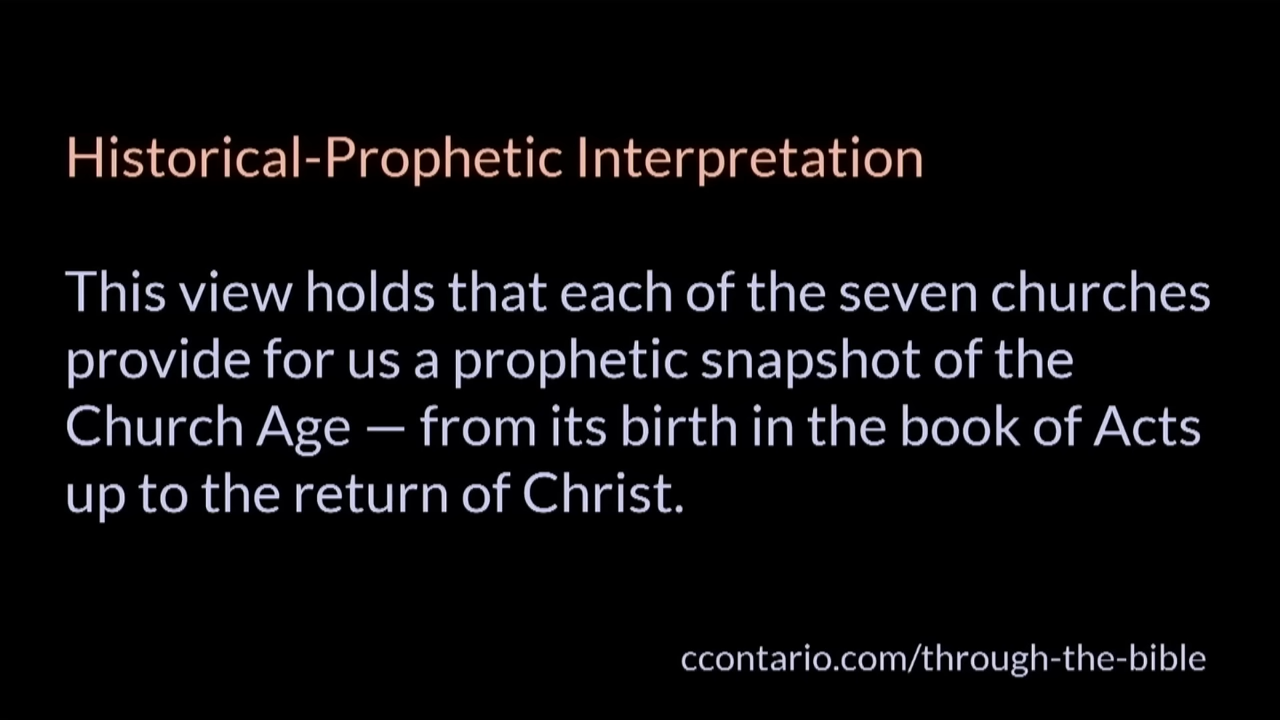 Historical-Prophetic Interpretation
This view holds that each of the seven churches
provide for us a prophetic snapshot of the
Church Age — from its birth in the book of Acts
up to the return of Christ.
ccontario.com/through-the-bible